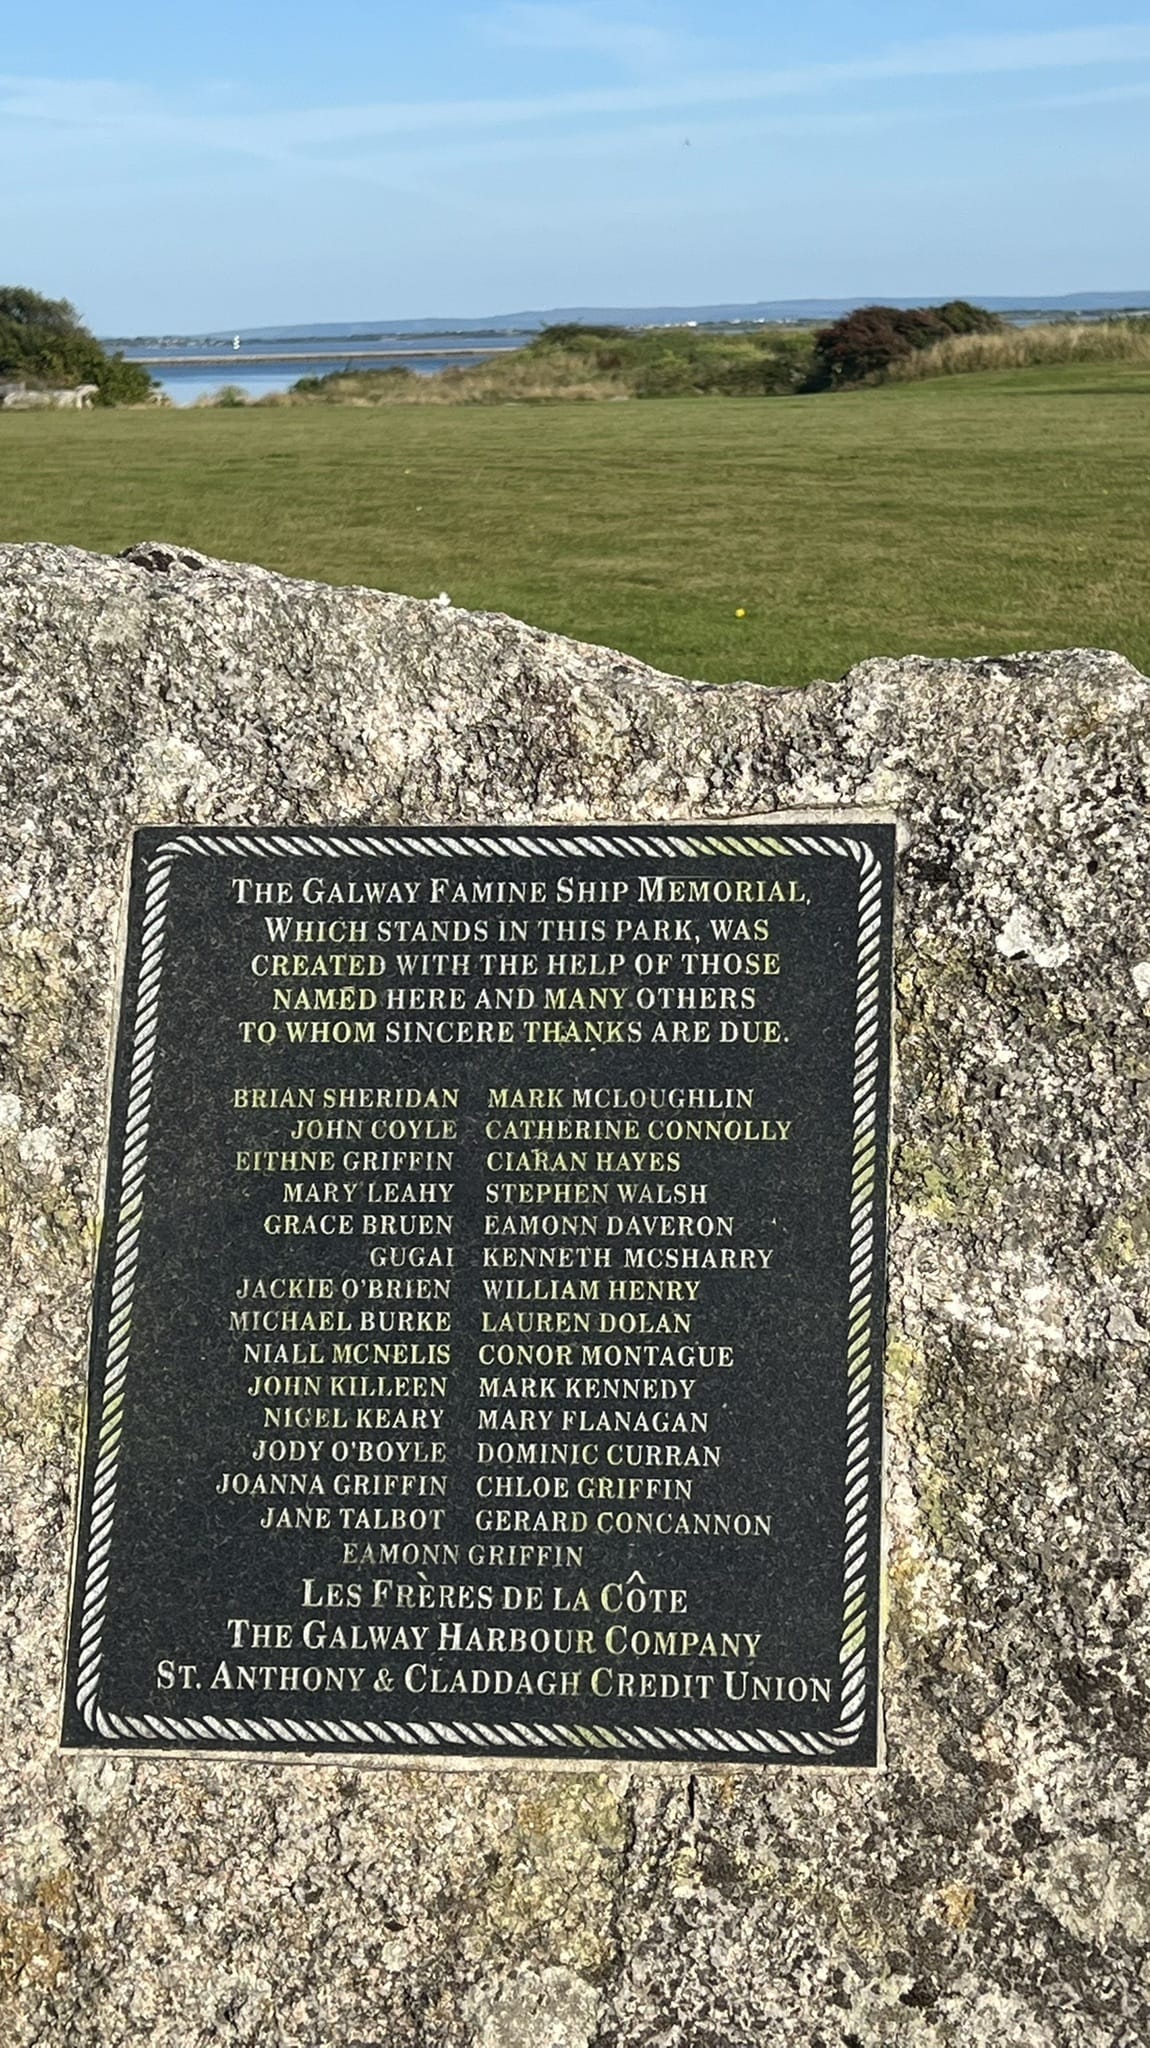 THE GALWAY FAMINE SHIP MEMORIAL,
WHICH STANDS IN THIS PARK, WAS
CREATED WITH THE HELP OF THOSE
NAMED HERE AND MANY OTHERS
TO WHOM SINCERE THANKS ARE DUE.
BRIAN SHERIDAN MARK MCLOUGHLIN
JOHN COYLE CATHERINE CONNOLLY
EITHNE GRIFFIN CIARAN HAYES
MARY LEAHY STEPHEN WALSH
GRACE BRUEN EAMONN DAVERON
GUGAI KENNETH MCSHARRY
JACKIE O'BRIEN WILLIAM HENRY
MICHAEL BURKE LAUREN DOLAN
NIALL MCNELIS CONOR MONTAGUE
JOHN KILLEEN MARK KENNEDY
NIGEL KEARY MARY FLANAGAN
JODY O'BOYLE DOMINIC CURRAN
JOANNA GRIFFIN CHLOE GRIFFIN
JANE TALBOT GERARD CONCANNON
EAMONN GRIFFIN
LES FRÈRES DE LA CÔTE
THE GALWAY HARBOUR COMPANY
ST. ANTHONY & CLADDAGH CREDIT UNION